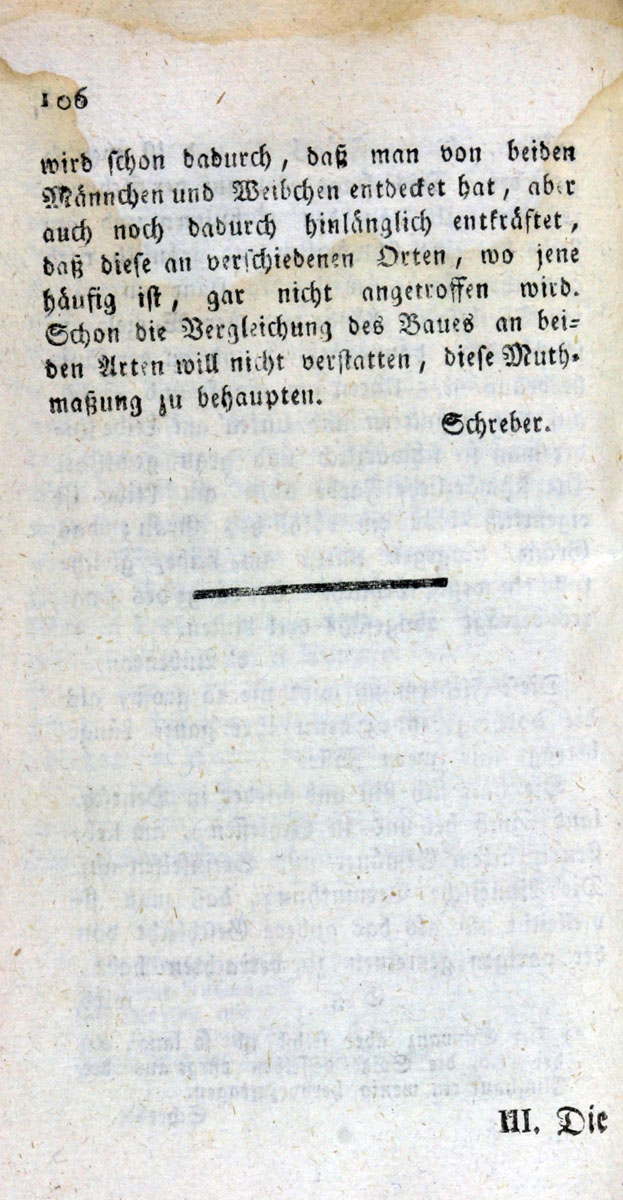 106
wird schon dadurch, daß man von beiden
Männchen und Weibchen entdecket hat, aber
auch noch dadurch hinlänglich entkräftet,
daß diese an verschiedenen Orten, wo jene
häufig ist, gar nicht angetroffen wird.
Schon die Vergleichung des Baues an bei=
den Arten will nicht verstatten, diese Muth=
maßung zu behaupten.
Schreber.
III. Die